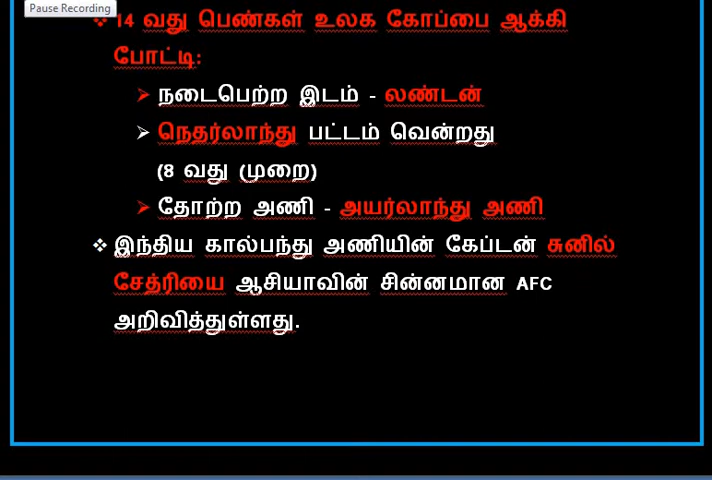 Pause Recording
❖ 14 வது பெண்கள் உலக கோப்பை ஆக்கி
போட்டி:
➢ நடைபெற்ற இடம் - லண்டன்
➢ நெதர்லாந்து பட்டம் வென்றது
(8 வது முறை)
➢ தோற்ற அணி - அயர்லாந்து அணி
❖ இந்திய கால்பந்து அணியின் கேப்டன் சுனில்
சேத்ரியை ஆசியாவின் சின்னமான AFC
அறிவித்துள்ளது.